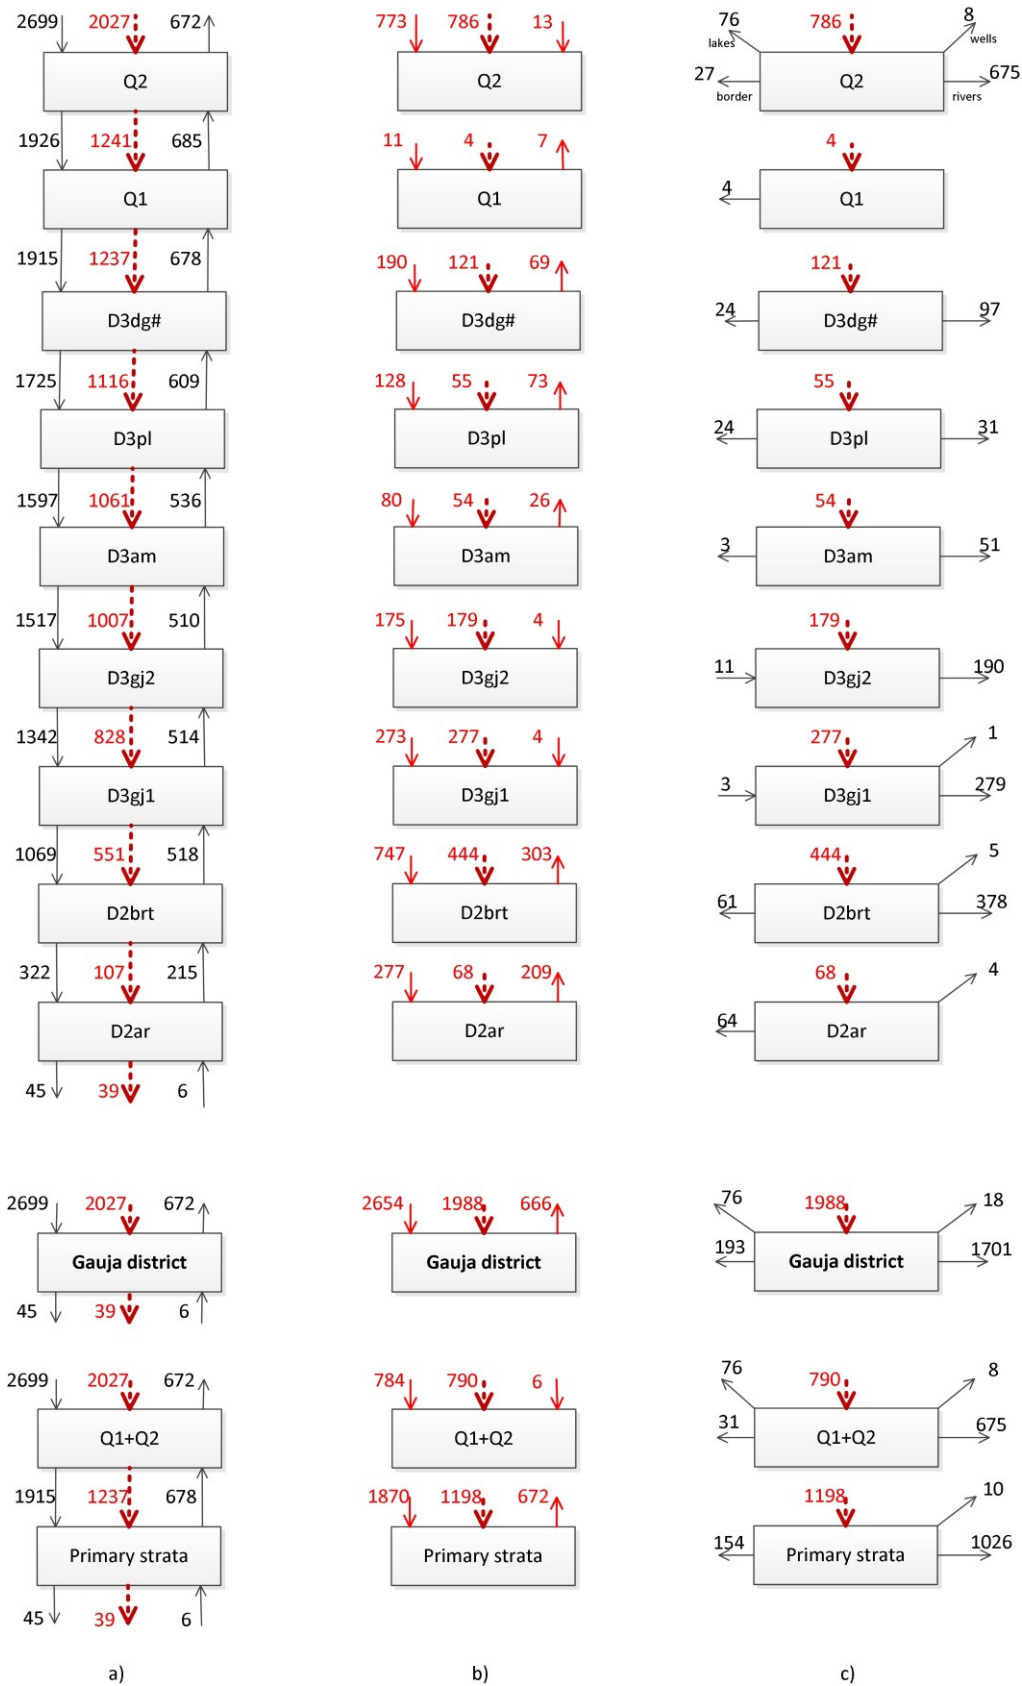 2699 2027 672 773 786 13 76 786 8
lakes wells
Q2 Q2 27 Q2 675
border rivers
1926 1241 685 11 4 7 4
Q1 Q1 4 Q1
1915 1237 678 190 121 69 121
D3dg# D3dg# 24 D3dg# 97
1725 1116 609 128 55 73 55
D3pl D3pl 24 D3pl 31
1597 1061 536 80 54 26 54
D3am D3am 3 D3am 51
1517 1007 510 175 179 4 179
D3gj2 D3gj2 11 D3gj2 190
1342 828 514 273 277 4 277 1
D3gj1 D3gj1 3 D3gj1 279
1069 551 518 747 444 303 444 5
D2brt D2brt 61 D2brt 378
322 107 215 277 68 209 68 4
D2ar D2ar 64 D2ar
45 39 6
2699 2027 672 2654 1988 666 76 1988 18
Gauja district Gauja district 193 Gauja district 1701
45 39 6
2699 2027 672 784 790 6 76 790 8
Q1+Q2 Q1+Q2 31 Q1+Q2 675
1915 1237 678 1870 1198 672 1198 10
Primary strata Primary strata 154 Primary strata 1026
45 39 6
a) b) c)